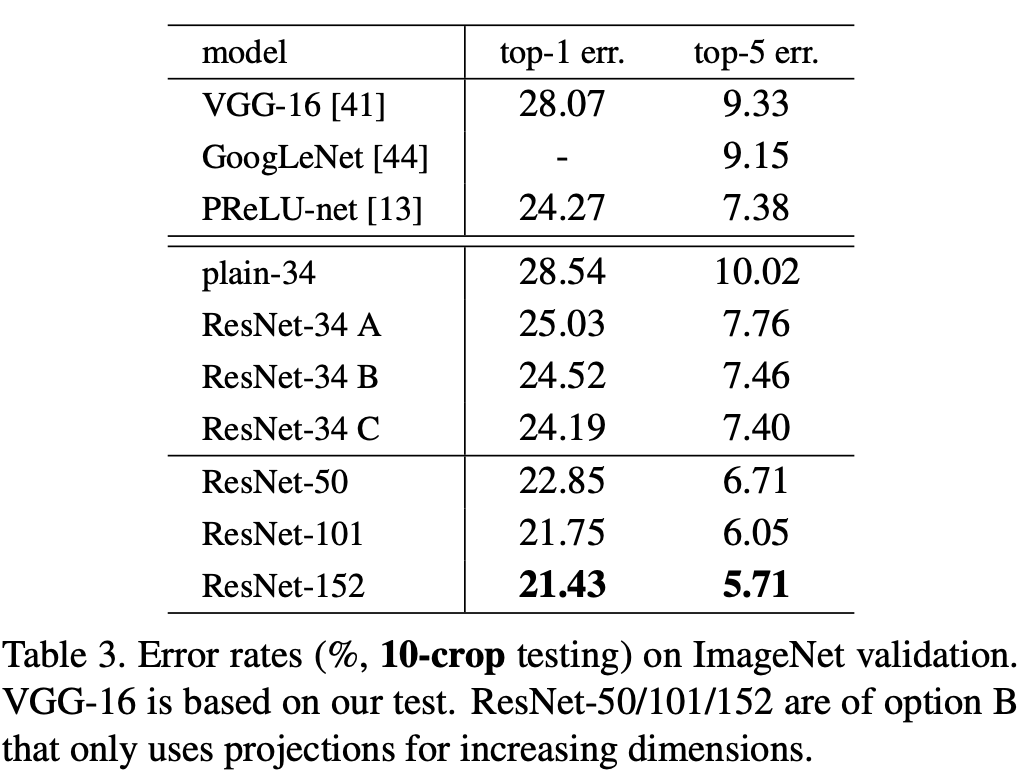 model top-1 err. top-5 err.
VGG-16 [41] 28.07 9.33
GoogLeNet [44] - 9.15
PReLU-net [13] 24.27 7.38
plain-34 28.54 10.02
ResNet-34 A 25.03 7.76
ResNet-34 B 24.52 7.46
ResNet-34 C 24.19 7.40
ResNet-50 22.85 6.71
ResNet-101 21.75 6.05
ResNet-152 21.43 5.71
Table 3. Error rates (%, 10-crop testing) on ImageNet validation.
VGG-16 is based on our test. ResNet-50/101/152 are of option B
that only uses projections for increasing dimensions.